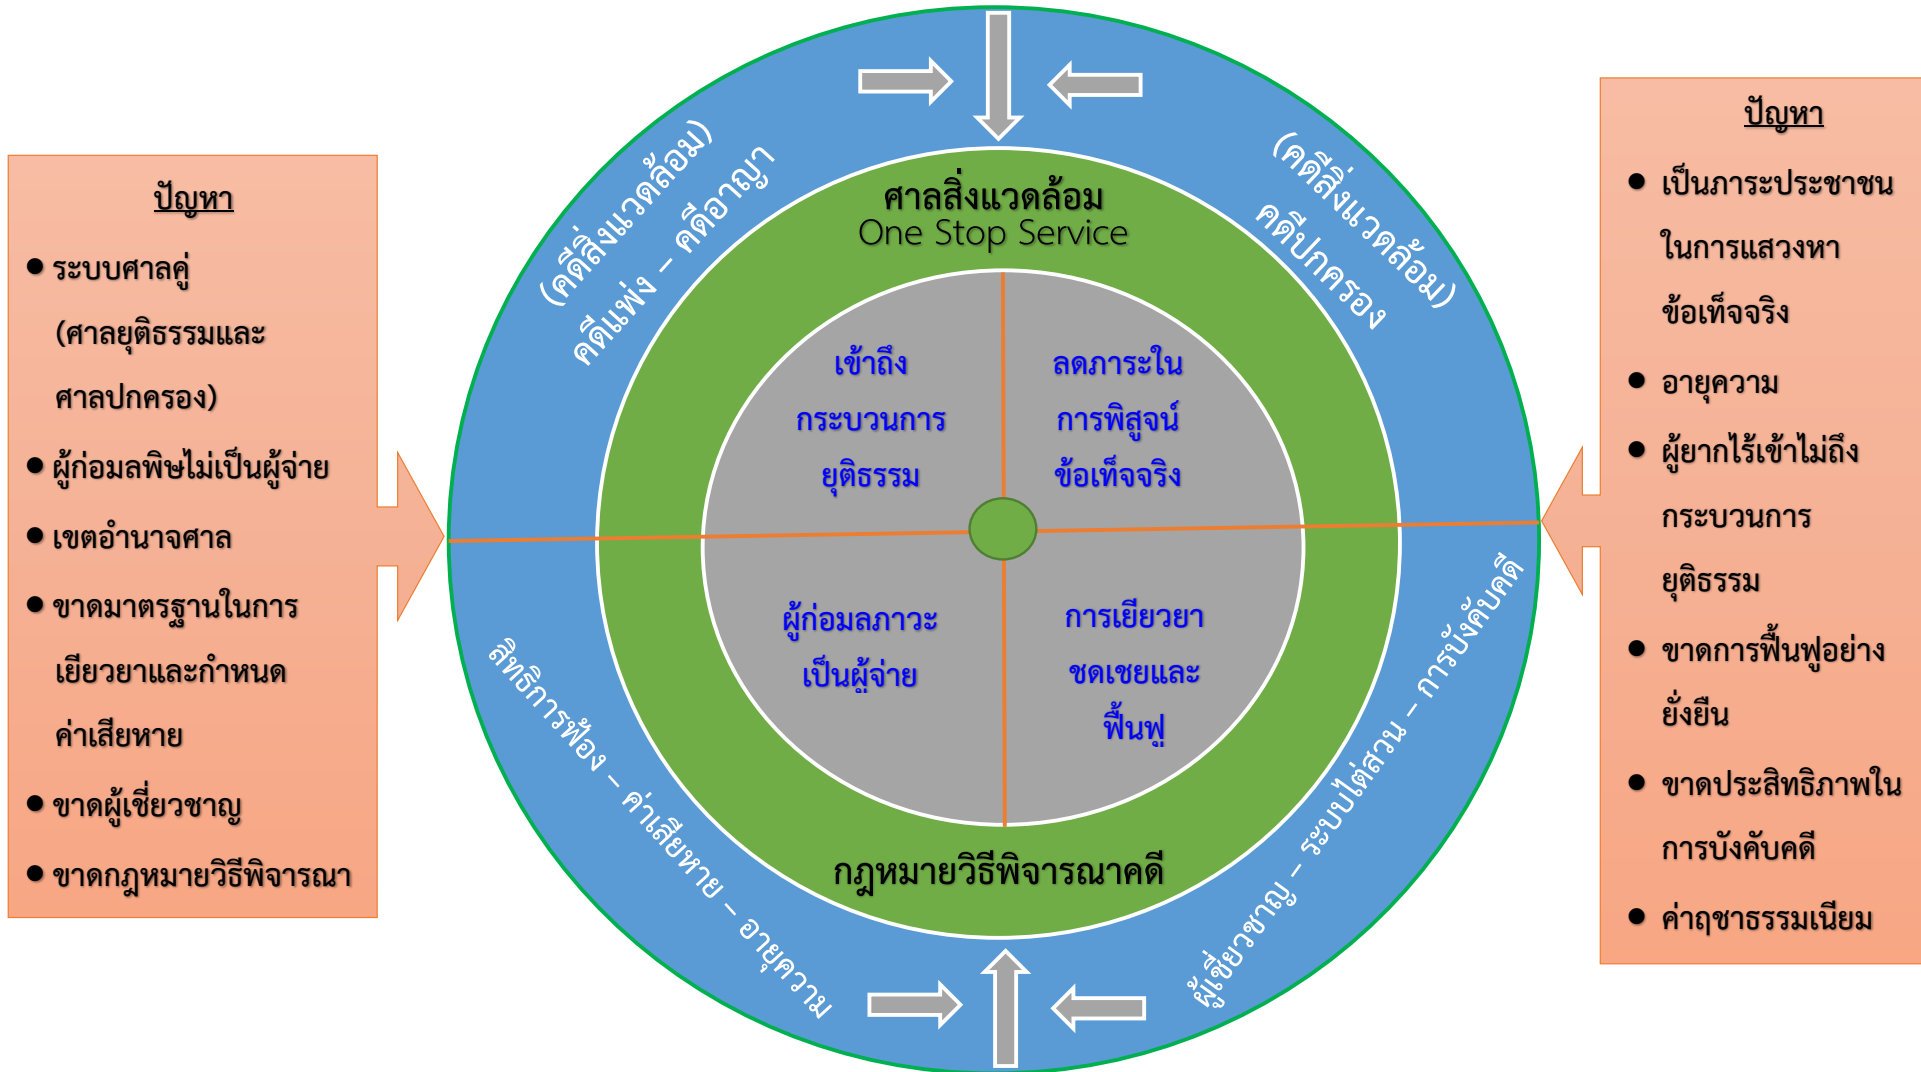 ปัญหา
● ระบบศาลคู่
(ศาลยุติธรรมและ
ศาลปกครอง)
● ผู้ก่อมลพิษไม่เป็นผู้จ่าย
● เขตอำนาจศาล
● ขาดมาตรฐานในการ
เยียวยาและกำหนด
ค่าเสียหาย
● ขาดผู้เชี่ยวชาญ
● ขาดกฎหมายวิธีพิจารณา
(คดีสิ่งแวดล้อม)
คดีแพ่ง – คดีอาญา
(คดีสิ่งแวดล้อม)
คดีปกครอง
ศาลสิ่งแวดล้อม
One Stop Service
เข้าถึง
กระบวนการ
ยุติธรรม
ลดภาระใน
การพิสูจน์
ข้อเท็จจริง
ผู้ก่อมลภาวะ
เป็นผู้จ่าย
การเยียวยา
ชดเชยและ
ฟื้นฟู
กฎหมายวิธีพิจารณาคดี
สิทธิการฟ้อง – ค่าเสียหาย – อายุความ
ผู้เชี่ยวชาญ – ระบบไต่สวน – การบังคับคดี
ปัญหา
● เป็นภาระประชาชน
ในการแสวงหา
ข้อเท็จจริง
● อายุความ
● ผู้ยากไร้เข้าไม่ถึง
กระบวนการ
ยุติธรรม
● ขาดการฟื้นฟูอย่าง
ยั่งยืน
● ขาดประสิทธิภาพใน
การบังคับคดี
● ค่าฤชาธรรมเนียม